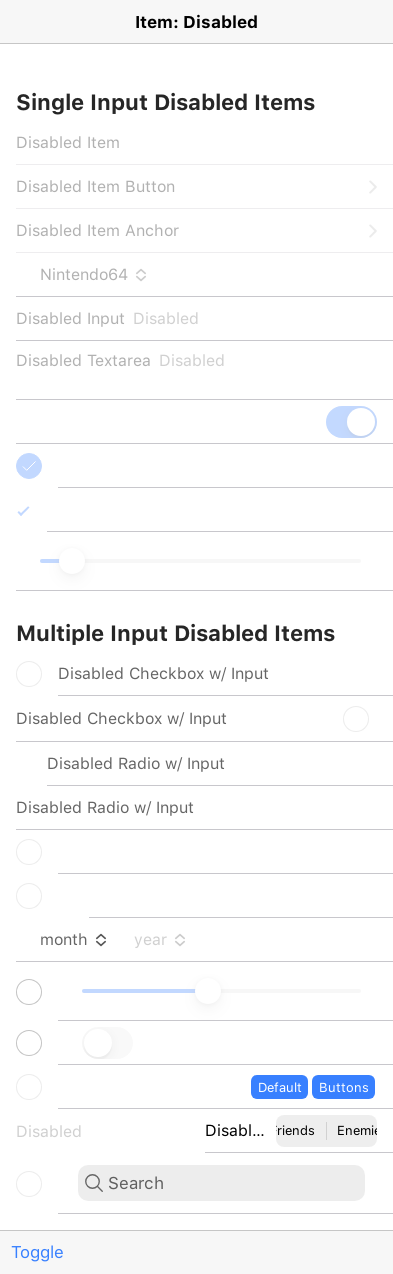 Item: Disabled
Single Input Disabled Items
Disabled Item
Disabled Item Button
Disabled Item Anchor
Nintendo64
Disabled Input Disabled
Disabled Textarea Disabled
Multiple Input Disabled Items
Disabled Checkbox w/ Input
Disabled Checkbox w/ Input
Disabled Radio w/ Input
Disabled Radio w/ Input
month year
Default Buttons
Disabled Disabl... riends Enemie
Search
Toggle